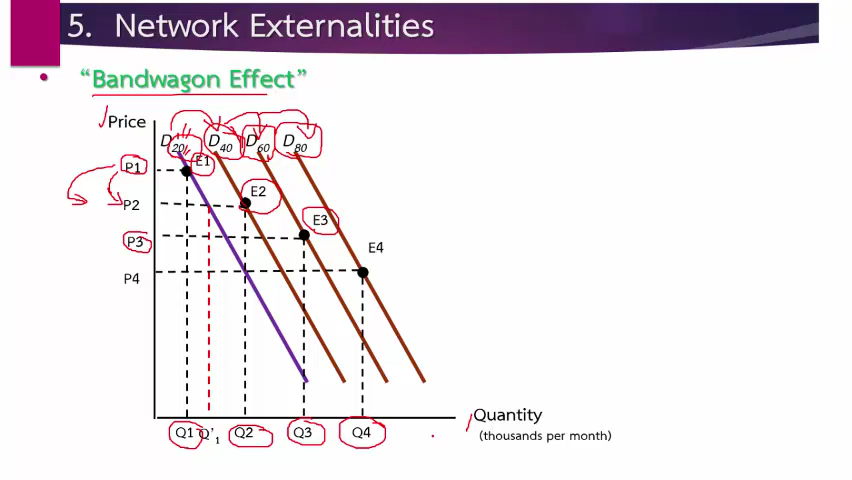 5. Network Externalities
• “Bandwagon Effect”
Price
D20 D40 D60 D80
P1 E1
P2 E2
P3 E3
P4 E4
Q1 Q'1 Q2 Q3 Q4
Quantity
(thousands per month)